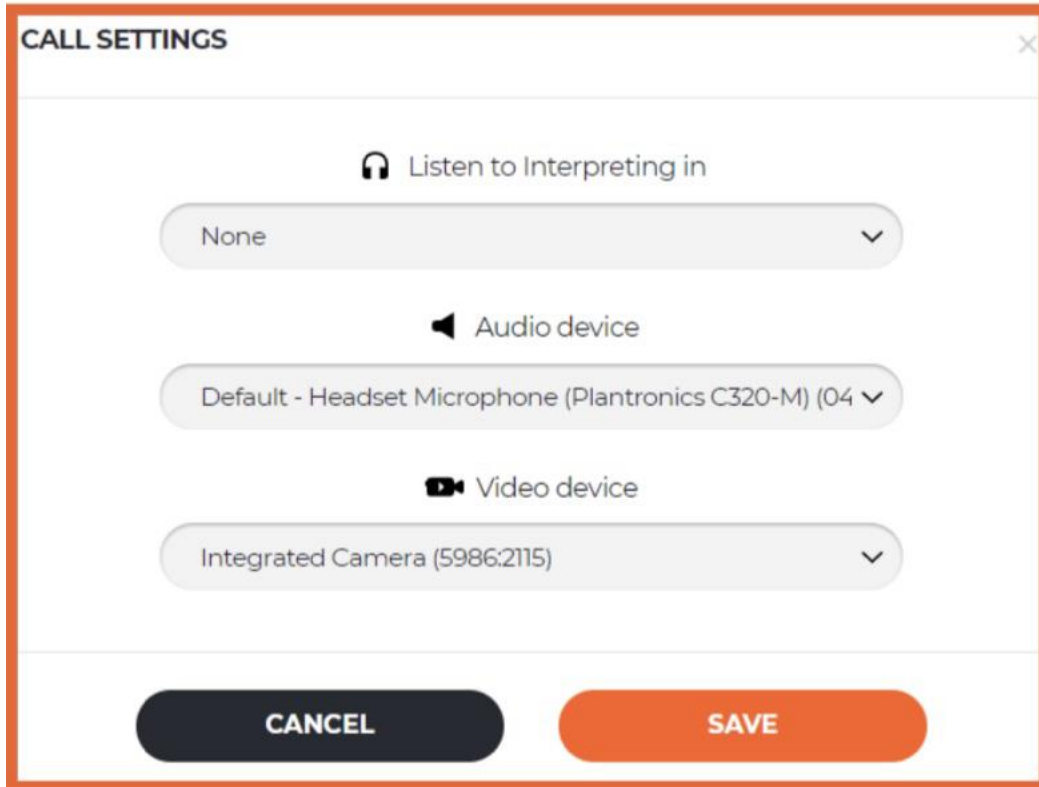 CALL SETTINGS
Listen to Interpreting in
None
Audio device
Default - Headset Microphone (Plantronics C320-M) (04
Video device
Integrated Camera (5986:2115)
CANCEL
SAVE